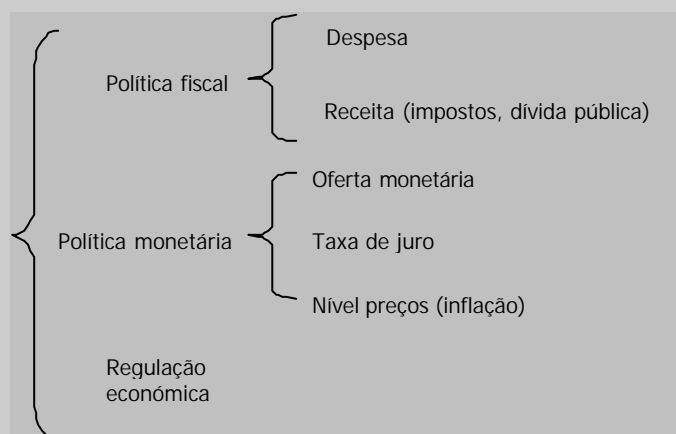 Despesa
Política fiscal
Receita (impostos, dívida pública)
Oferta monetária
Política monetária
Taxa de juro
Nível preços (inflação)
Regulação
económica